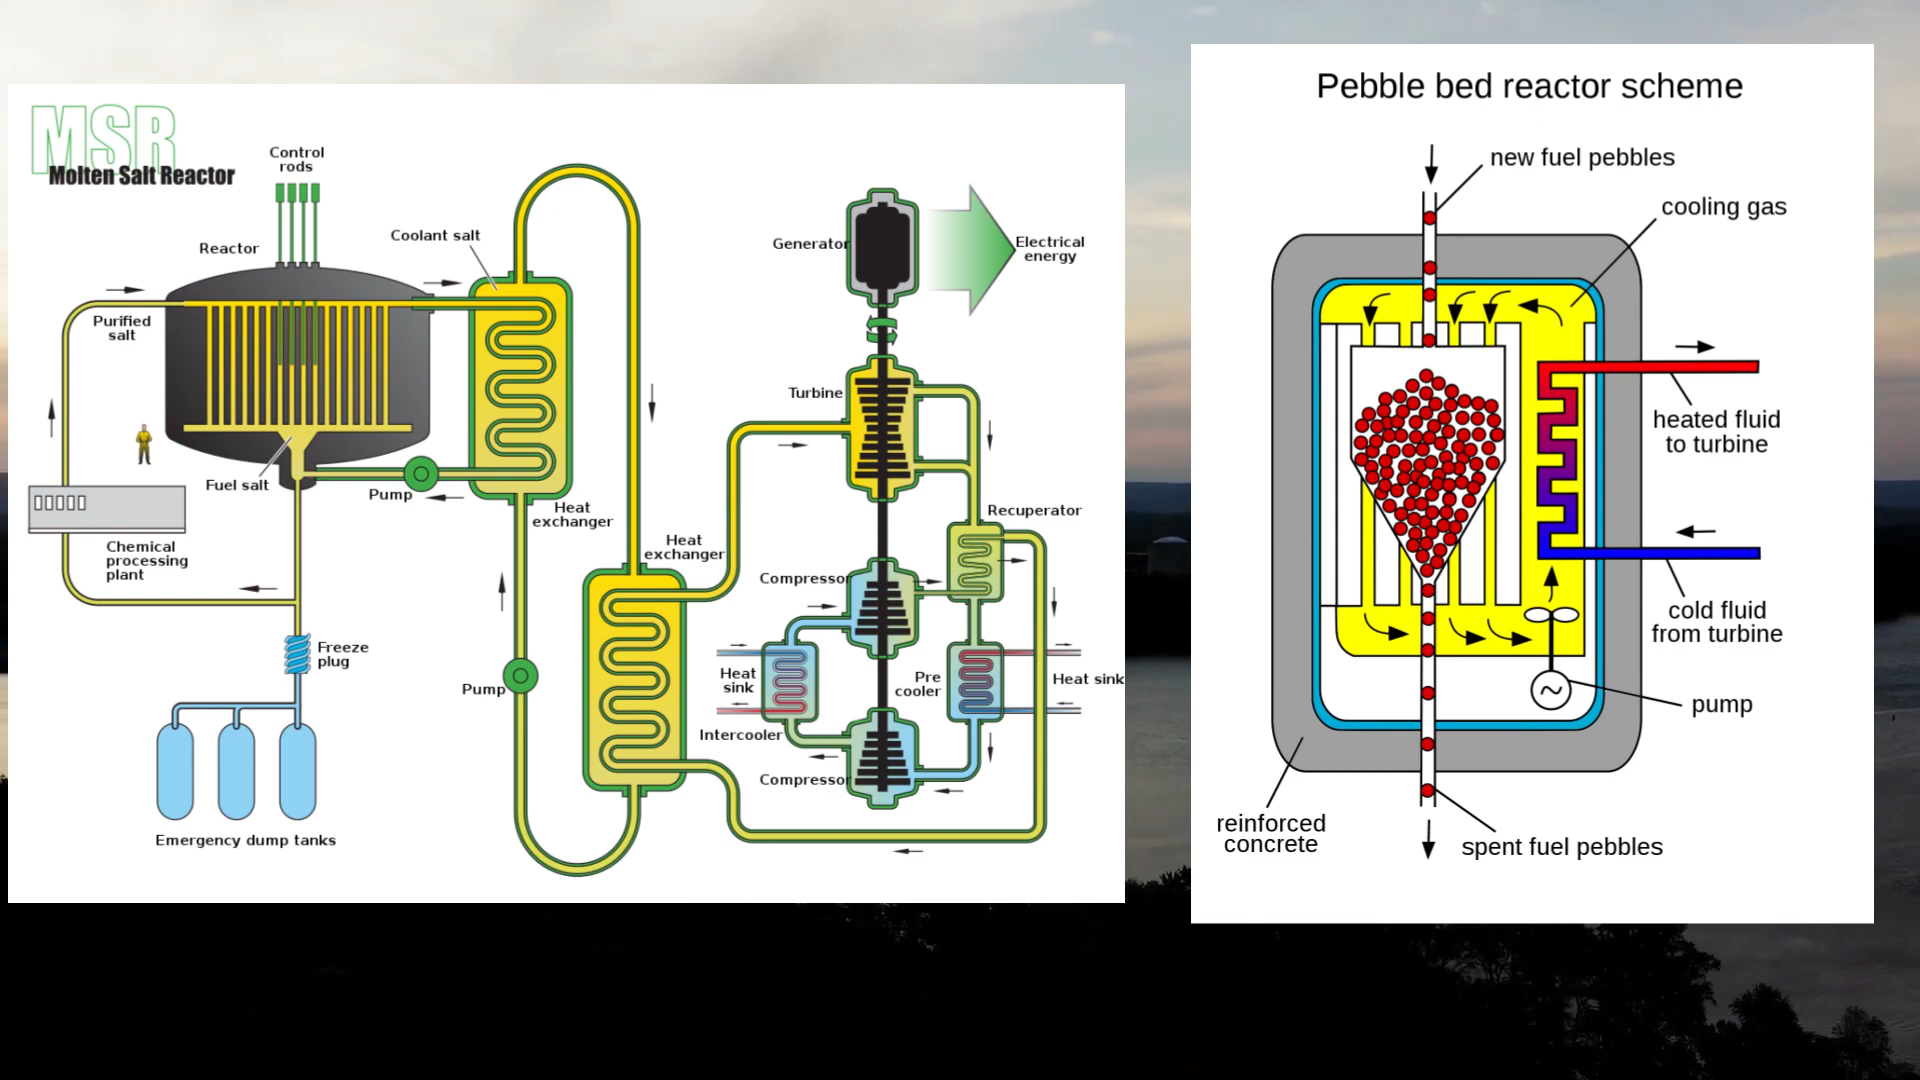 MSR
Molten Salt Reactor
Control
rods
Reactor
Coolant salt
Purified
salt
Fuel salt
Pump
Chemical
processing
plant
Heat
exchanger
Freeze
plug
Emergency dump tanks
Pump
Heat
exchanger
Generator
Electrical
energy
Turbine
Recuperator
Compressor
Heat
sink
Pre
cooler
Heat sink
Intercooler
Compressor
Pebble bed reactor scheme
new fuel pebbles
cooling gas
heated fluid
to turbine
cold fluid
from turbine
pump
reinforced
concrete
spent fuel pebbles